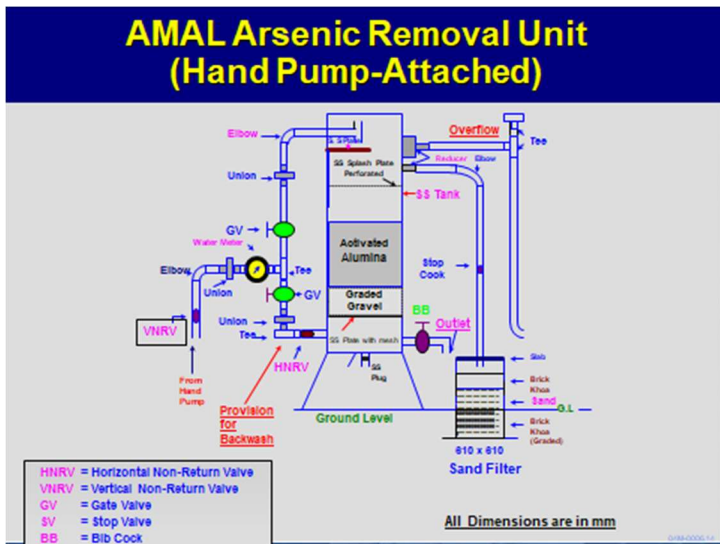 AMAL Arsenic Removal Unit
(Hand Pump-Attached)
Elbow
Union
GV
Water Meter
Elbow
Union
Tee
GV
Union
Tee
VNRV
HNRV
From
Hand
Pump
Provision
for
Backwash
SS Splash Plate
Perforated
Activated
Alumina
Graded
Gravel
SS Plate with mesh
SS
Plug
Ground Level
Overflow
Tee
Reducer
Elbow
SS Tank
Stop
Cook
BB
Outlet
Slab
Brick
Khoa
Sand
G.L
Brick
Khoa
(Graded)
610 x 610
Sand Filter
HNRV = Horizontal Non-Return Valve
VNRV = Vertical Non-Return Valve
GV = Gate Valve
SV = Stop Valve
BB = Bib Cock
All Dimensions are in mm